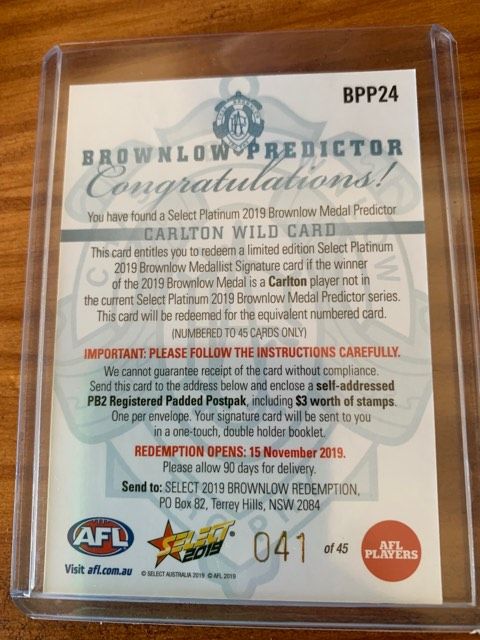 BPP24
BROWNLOW PREDICTOR
Congratulations!
You have found a Select Platinum 2019 Brownlow Medal Predictor
CARLTON WILD CARD
This card entitles you to redeem a limited edition Select Platinum
2019 Brownlow Medallist Signature card if the winner
of the 2019 Brownlow Medal is a Carlton player not in
the current Select Platinum 2019 Brownlow Medal Predictor series.
This card will be redeemed for the equivalent numbered card.
(NUMBERED TO 45 CARDS ONLY)
IMPORTANT: PLEASE FOLLOW THE INSTRUCTIONS CAREFULLY.
We cannot guarantee receipt of the card without compliance.
Send this card to the address below and enclose a self-addressed
PB2 Registered Padded Postpak, including $3 worth of stamps.
One per envelope. Your signature card will be sent to you
in a one-touch, double holder booklet.
REDEMPTION OPENS: 15 November 2019.
Please allow 90 days for delivery.
Send to: SELECT 2019 BROWNLOW REDEMPTION,
PO Box 82, Terrey Hills, NSW 2084
AFL
Visit afl.com.au
SELECT
2019
© SELECT AUSTRALIA 2019 © AFL 2019
041 of 45
AFL
PLAYERS